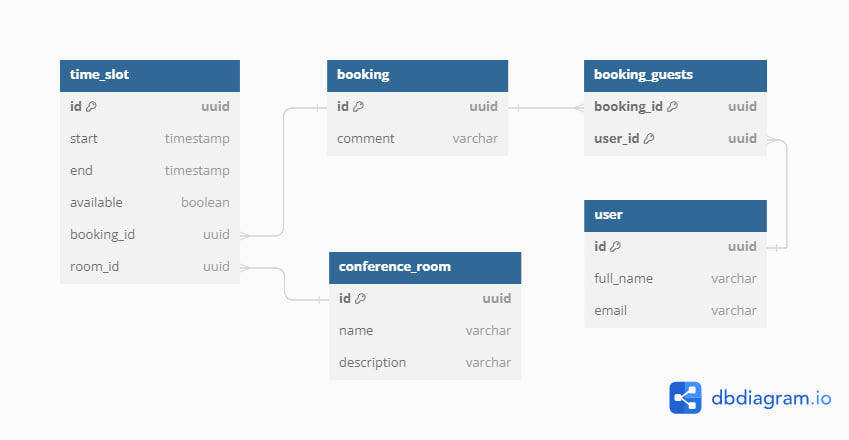 time_slot
id uuid
start timestamp
end timestamp
available boolean
booking_id uuid
room_id uuid
booking
id uuid
comment varchar
booking_guests
booking_id uuid
user_id uuid
conference_room
id uuid
name varchar
description varchar
user
id uuid
full_name varchar
email varchar
dbdiagram.io